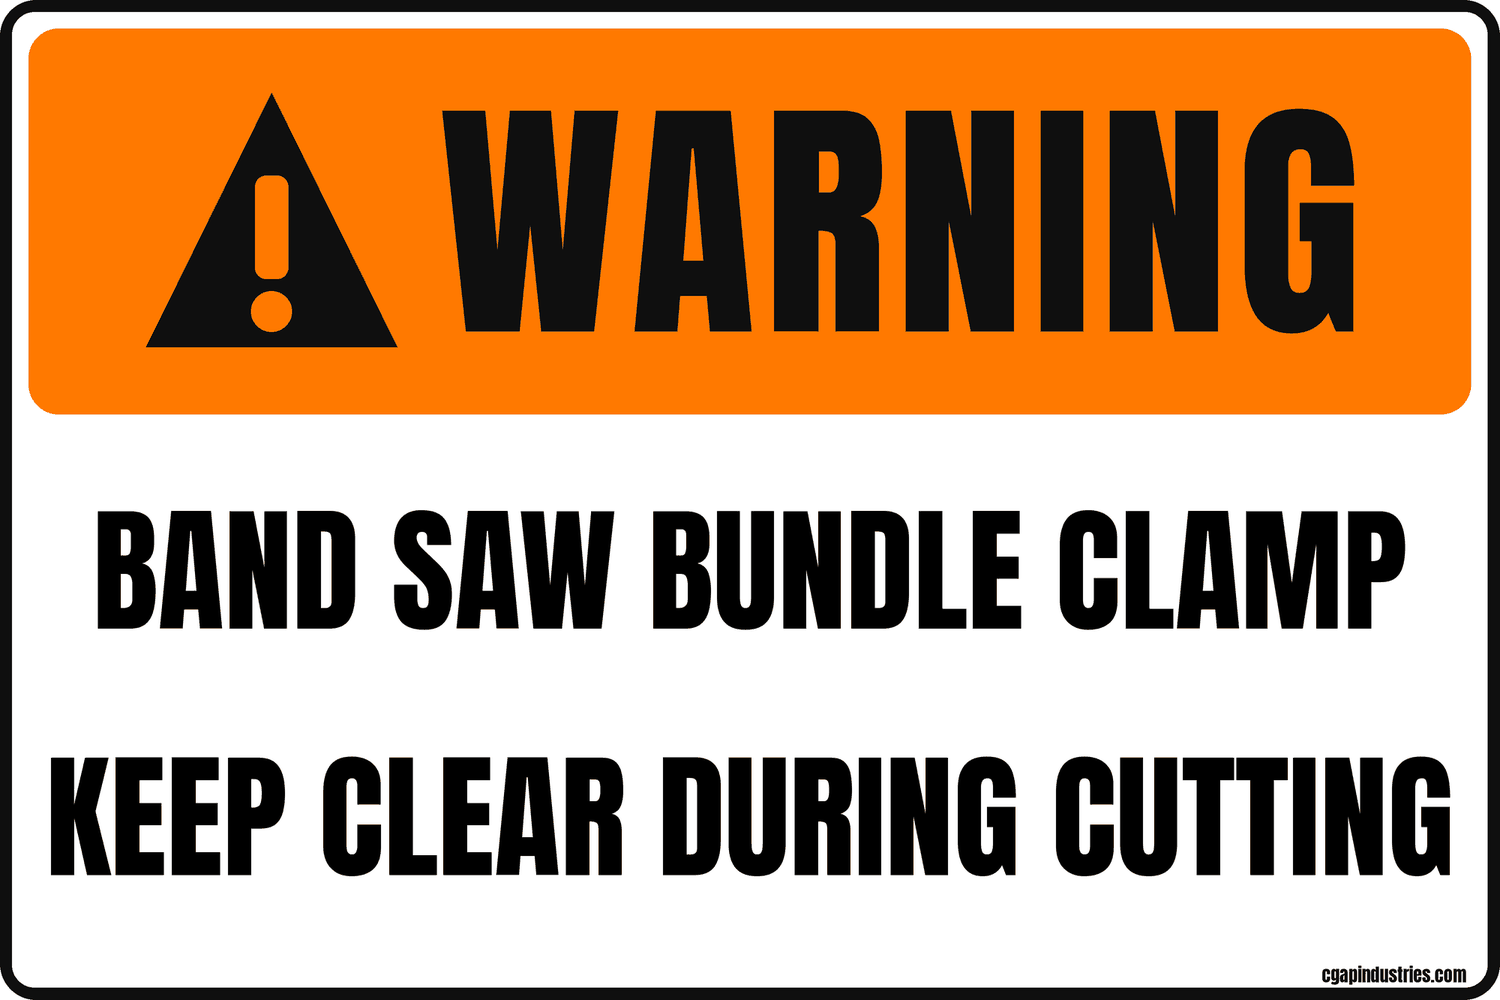 WARNING
BAND SAW BUNDLE CLAMP
KEEP CLEAR DURING CUTTING
cgapindustries.com